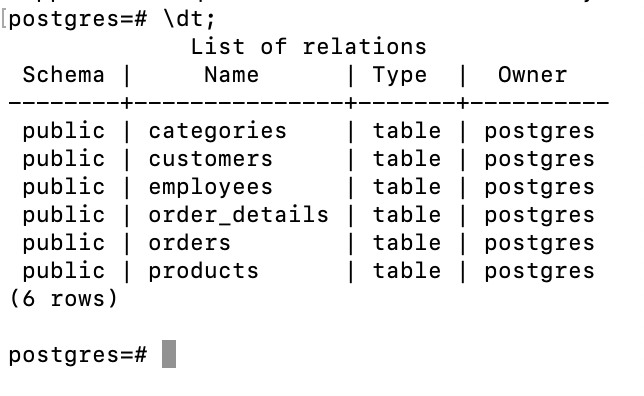 [postgres=# \dt;
             List of relations
 Schema |     Name      | Type  |  Owner
--------+---------------+-------+----------
 public | categories    | table | postgres
 public | customers     | table | postgres
 public | employees     | table | postgres
 public | order_details | table | postgres
 public | orders        | table | postgres
 public | products      | table | postgres
(6 rows)
postgres=#